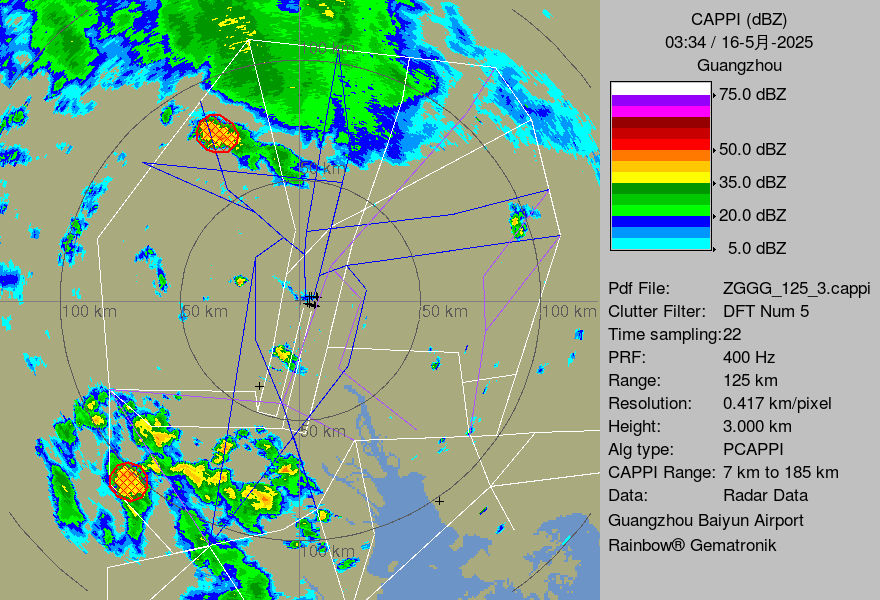 CAPPI (dBZ)
03:34 / 16-5月-2025
Guangzhou
75.0 dBZ
50.0 dBZ
35.0 dBZ
20.0 dBZ
5.0 dBZ
Pdf File: ZGGG_125_3.cappi
Clutter Filter: DFT Num 5
Time sampling:22
PRF: 400 Hz
Range: 125 km
Resolution: 0.417 km/pixel
Height: 3.000 km
Alg type: PCAPPI
CAPPI Range: 7 km to 185 km
Data: Radar Data
Guangzhou Baiyun Airport
Rainbow® Gematronik
100 km
50 km
100 km
50 km
50 km
100 km
50 km
100 km